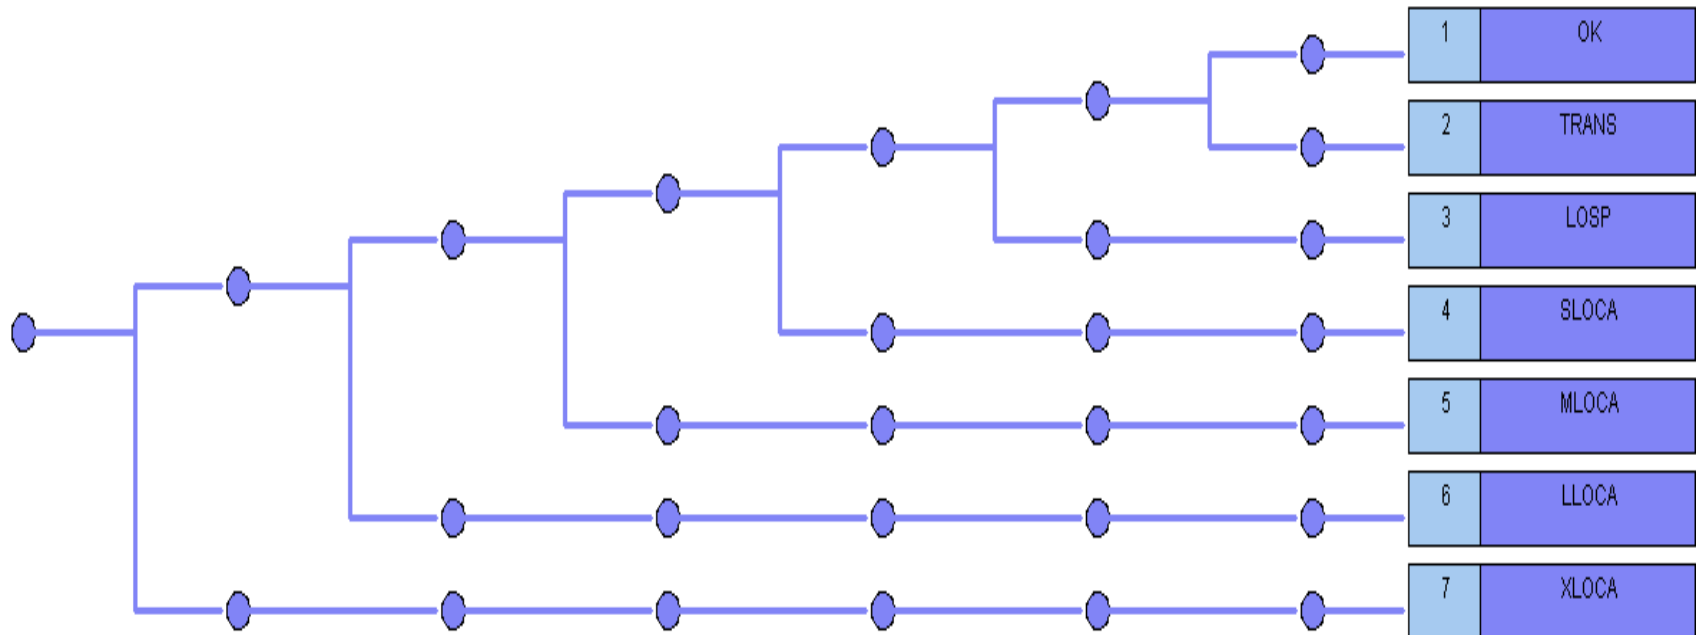 1 OK
2 TRANS
3 LOSP
4 SLOCA
5 MLOCA
6 LLOCA
7 XLOCA